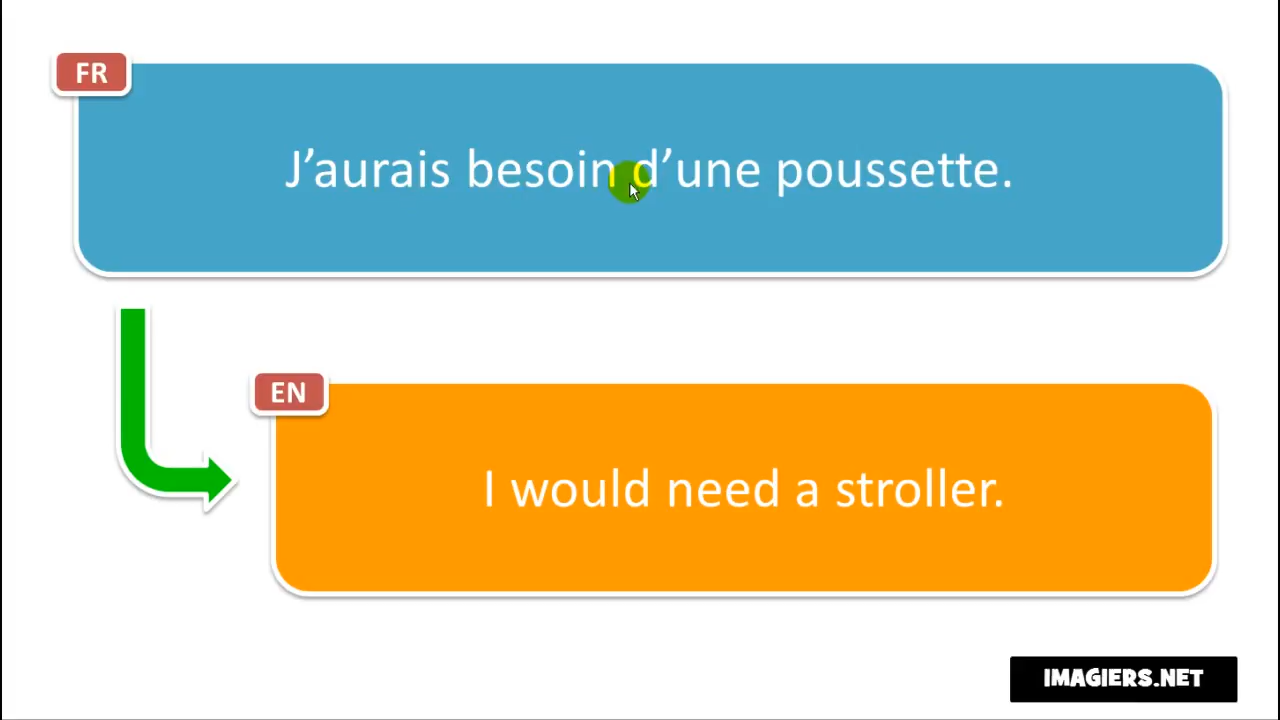 FR
J’aurais besoin d’une poussette.
EN
I would need a stroller.
IMAGIERS.NET